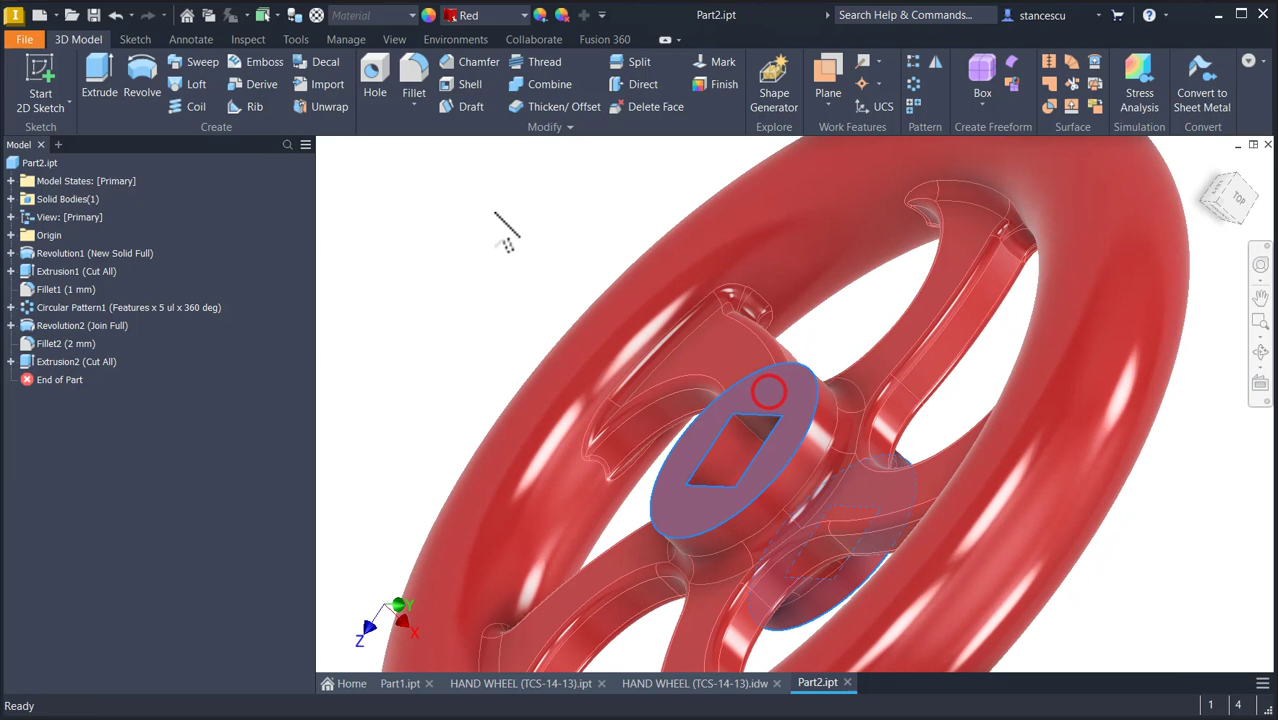 Material
Red
Part2.ipt
Search Help & Commands...
stancescu
File
3D Model
Sketch
Annotate
Inspect
Tools
Manage
View
Environments
Collaborate
Fusion 360
Start
2D Sketch
Extrude
Revolve
Sweep
Emboss
Decal
Loft
Derive
Import
Coil
Rib
Unwrap
Hole
Fillet
Chamfer
Thread
Split
Mark
Shell
Combine
Direct
Finish
Draft
Thicken/ Offset
Delete Face
Shape
Generator
Plane
UCS
Box
Stress
Analysis
Convert to
Sheet Metal
Sketch
Create
Modify
Explore
Work Features
Pattern
Create Freeform
Surface
Simulation
Convert
Model
Part2.ipt
Model States: [Primary]
Solid Bodies(1)
View: [Primary]
Origin
Revolution1 (New Solid Full)
Extrusion1 (Cut All)
Fillet1 (1 mm)
Circular Pattern1 (Features x 5 ul x 360 deg)
Revolution2 (Join Full)
Fillet2 (2 mm)
Extrusion2 (Cut All)
End of Part
TOP
Y
X
Z
Home
Part1.ipt
HAND WHEEL (TCS-14-13).ipt
HAND WHEEL (TCS-14-13).idw
Part2.ipt
Ready
1
4